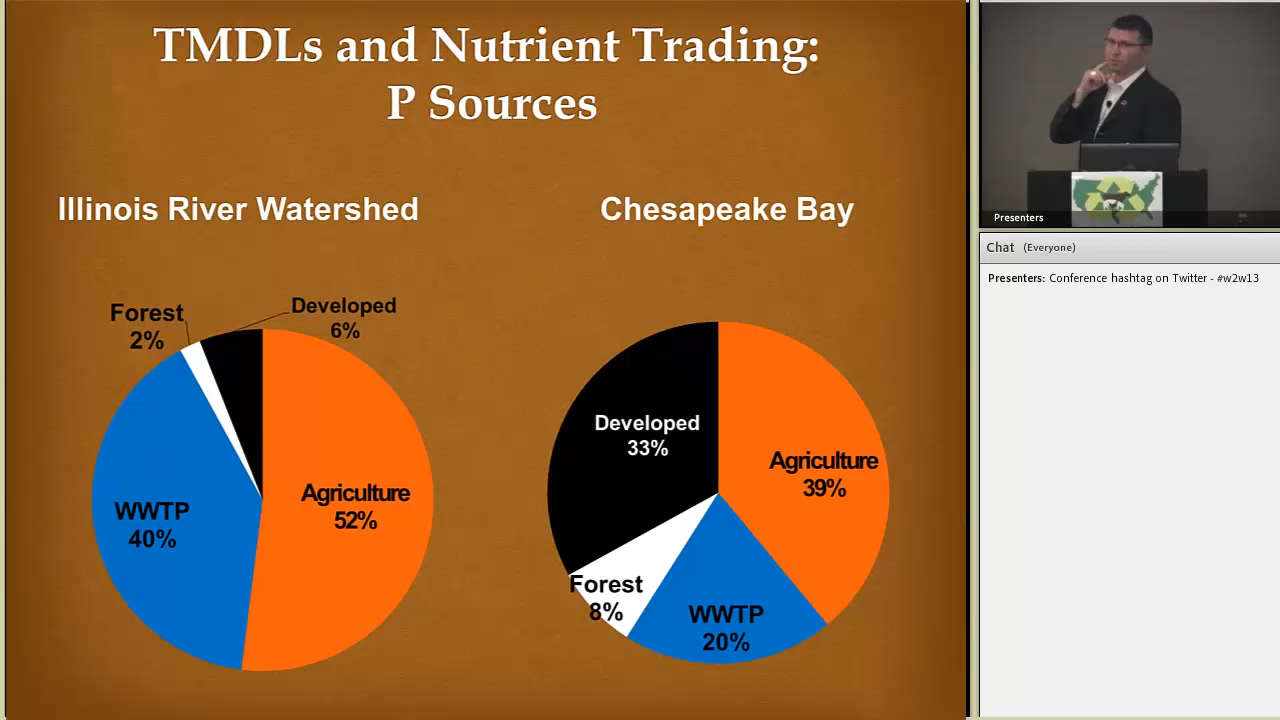 TMDLs and Nutrient Trading:
P Sources
Illinois River Watershed
Chesapeake Bay
Forest
2%
Developed
6%
WWTP
40%
Agriculture
52%
Developed
33%
Agriculture
39%
Forest
8%
WWTP
20%
Presenters
Chat (Everyone)
Presenters: Conference hashtag on Twitter - #w2w13